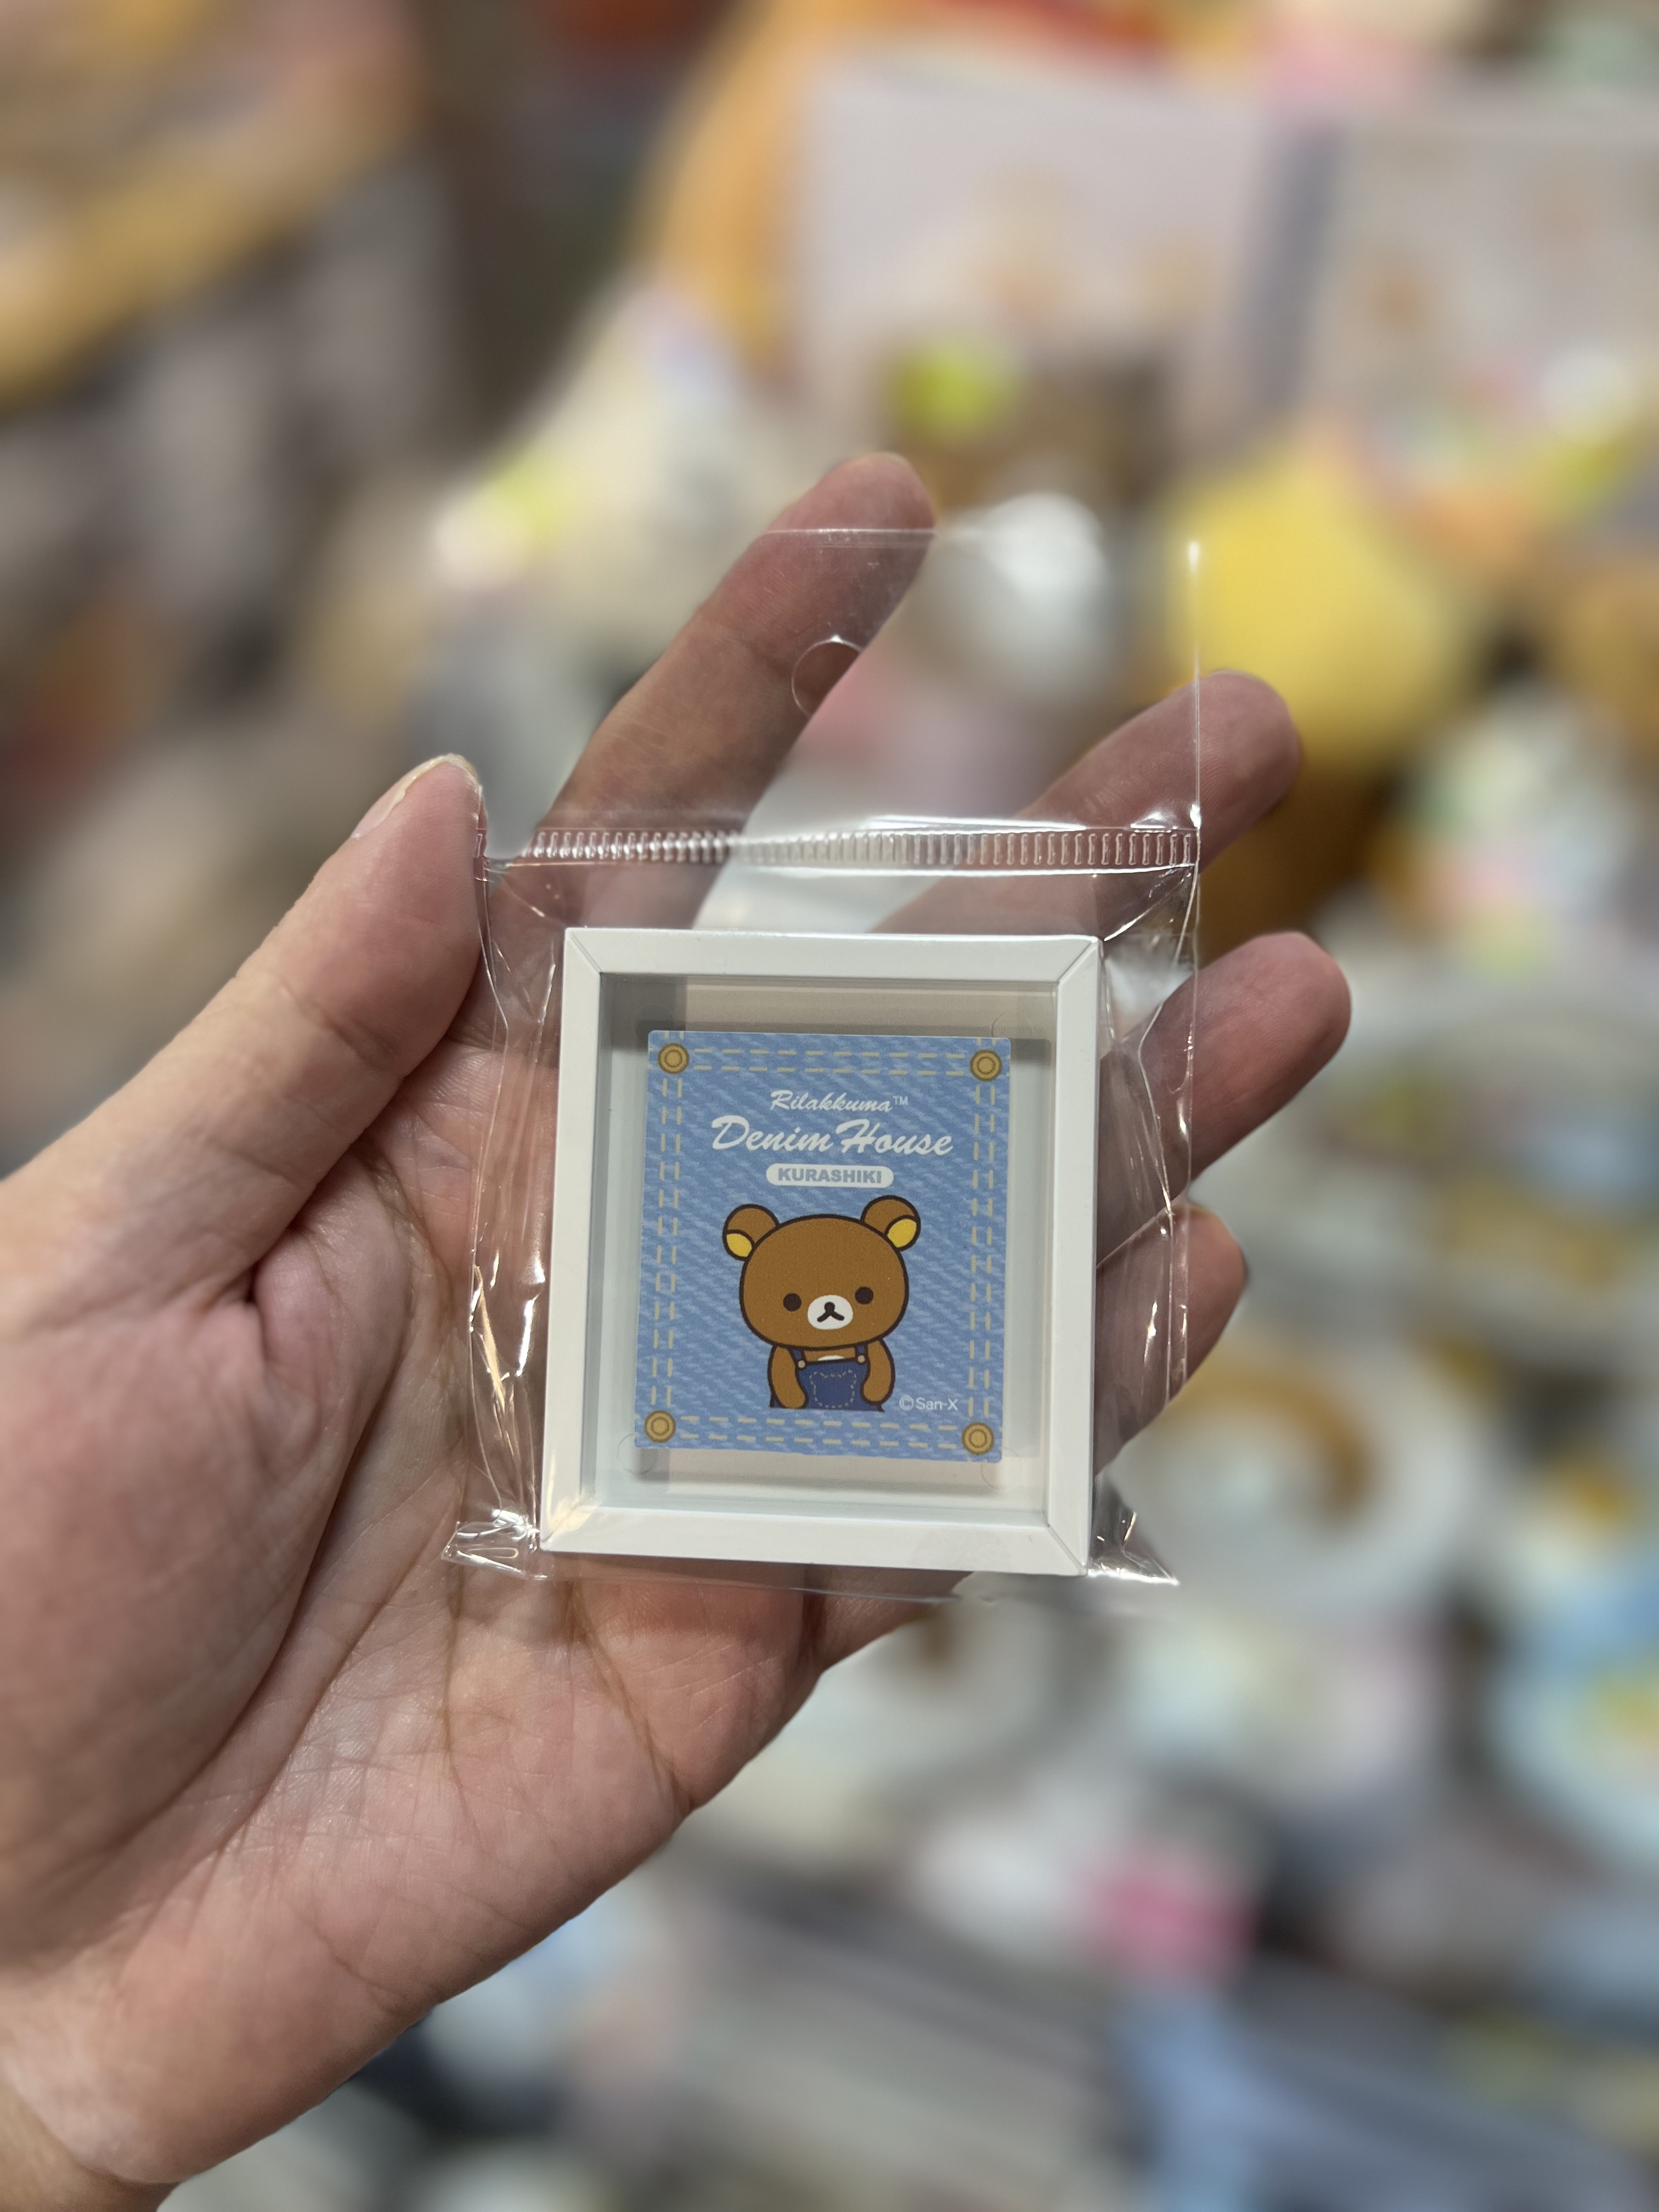 Rilakkuma™
Denim House
KURASHIKI
©San-X